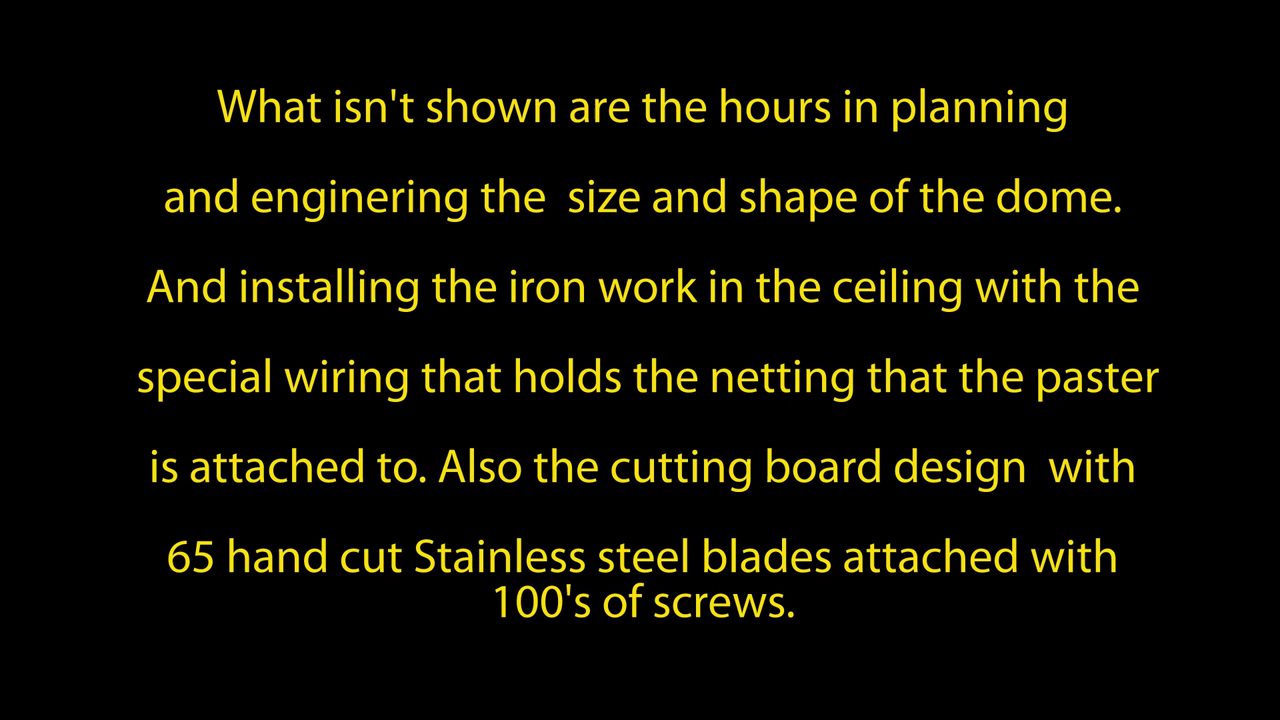 What isn't shown are the hours in planning
and enginering the  size and shape of the dome.
And installing the iron work in the ceiling with the
special wiring that holds the netting that the paster
is attached to. Also the cutting board design  with
65 hand cut Stainless steel blades attached with
100's of screws.